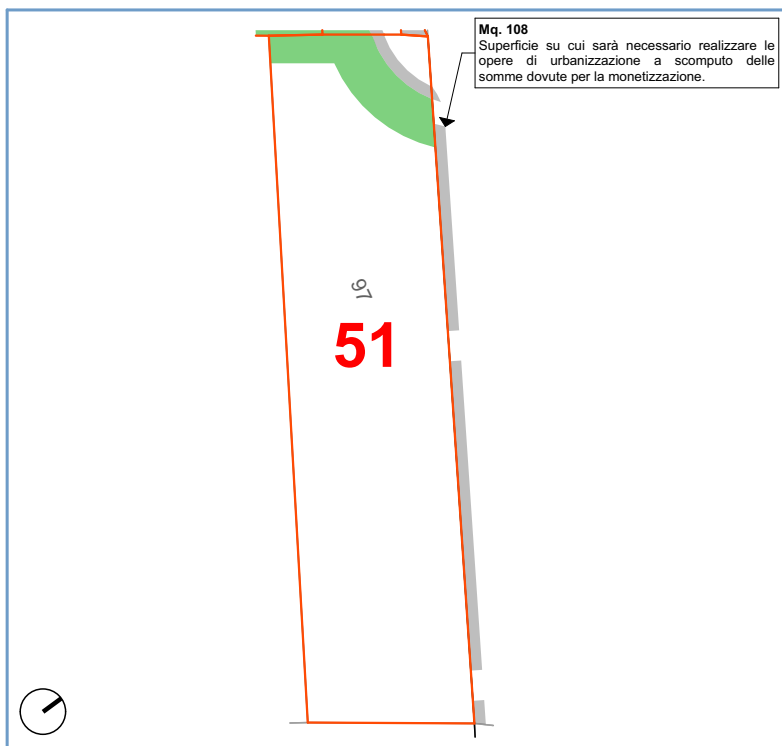 Mq. 108
Superficie su cui sarà necessario realizzare le
opere di urbanizzazione a scomputo delle
somme dovute per la monetizzazione.
97
51